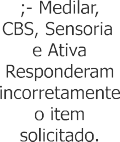 ;- Medilar,
CBS, Sensoria
e Ativa
Responderam
incorretamente
o item
solicitado.